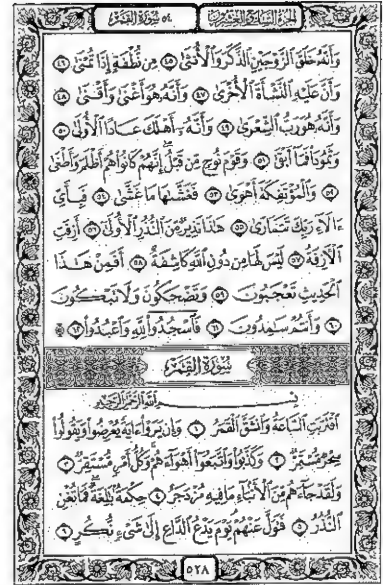 الجزء السابع والعشرون ٥٤ سورة القمر
وَأَنَّهُۥ خَلَقَ ٱلزَّوْجَيْنِ ٱلذَّكَرَ وَٱلْأُنثَىٰ ٤٥ مِن نُّطْفَةٍ إِذَا تُمْنَىٰ ٤٦
وَأَنَّ عَلَيْهِ ٱلنَّشْأَةَ ٱلْأُخْرَىٰ ٤٧ وَأَنَّهُۥ هُوَ أَغْنَىٰ وَأَقْنَىٰ ٤٨
وَأَنَّهُۥ هُوَ رَبُّ ٱلشِّعْرَىٰ ٤٩ وَأَنَّهُۥٓ أَهْلَكَ عَادًا ٱلْأُولَىٰ ٥٠
وَثَمُودَا۟ فَمَآ أَبْقَىٰ ٥١ وَقَوْمَ نُوحٍ مِّن قَبْلُ إِنَّهُمْ كَانُوا۟ هُمْ أَظْلَمَ وَأَطْغَىٰ
٥٢ وَٱلْمُؤْتَفِكَةَ أَهْوَىٰ ٥٣ فَغَشَّىٰهَا مَا غَشَّىٰ ٥٤ فَبِأَىِّ
ءَالَآءِ رَبِّكَ تَتَمَارَىٰ ٥٥ هَٰذَا نَذِيرٌ مِّنَ ٱلنُّذُرِ ٱلْأُولَىٰٓ ٥٦ أَزِفَتِ
ٱلْءَازِفَةُ ٥٧ لَيْسَ لَهَا مِن دُونِ ٱللَّهِ كَاشِفَةٌ ٥٨ أَفَمِنْ هَٰذَا
ٱلْحَدِيثِ تَعْجَبُونَ ٥٩ وَتَضْحَكُونَ وَلَا تَبْكُونَ
٦٠ وَأَنتُمْ سَٰمِدُونَ ٦١ فَٱسْجُدُوا۟ لِلَّهِ وَٱعْبُدُوا۟ ۩ ٦٢
سورة القمر
بِسْمِ ٱللَّهِ ٱلرَّحْمَٰنِ ٱلرَّحِيمِ
ٱقْتَرَبَتِ ٱلسَّاعَةُ وَٱنشَقَّ ٱلْقَمَرُ ١ وَإِن يَرَوْا۟ ءَايَةً يُعْرِضُوا۟ وَيَقُولُوا۟
سِحْرٌ مُّسْتَمِرٌّ ٢ وَكَذَّبُوا۟ وَٱتَّبَعُوٓا۟ أَهْوَآءَهُمْ وَكُلُّ أَمْرٍ مُّسْتَقِرٌّ ٣
وَلَقَدْ جَآءَهُم مِّنَ ٱلْأَنۢبَآءِ مَا فِيهِ مُزْدَجَرٌ ٤ حِكْمَةٌۢ بَٰلِغَةٌ فَمَا تُغْنِ
ٱلنُّذُرُ ٥ فَتَوَلَّ عَنْهُمْ يَوْمَ يَدْعُ ٱلدَّاعِ إِلَىٰ شَىْءٍ نُّكُرٍ ٦
٥٢٨